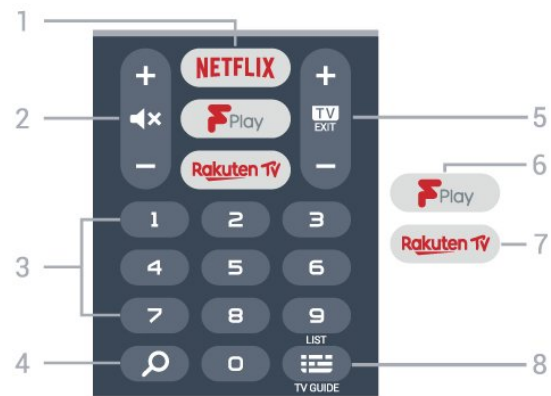 1
+ NETFLIX +
2 F Play TV EXIT 5
- Rakuten TV - 6
F Play
1 2 3
Rakuten TV 7
3
4 5 6
7 8 9
LIST
4 0 8
TV GUIDE